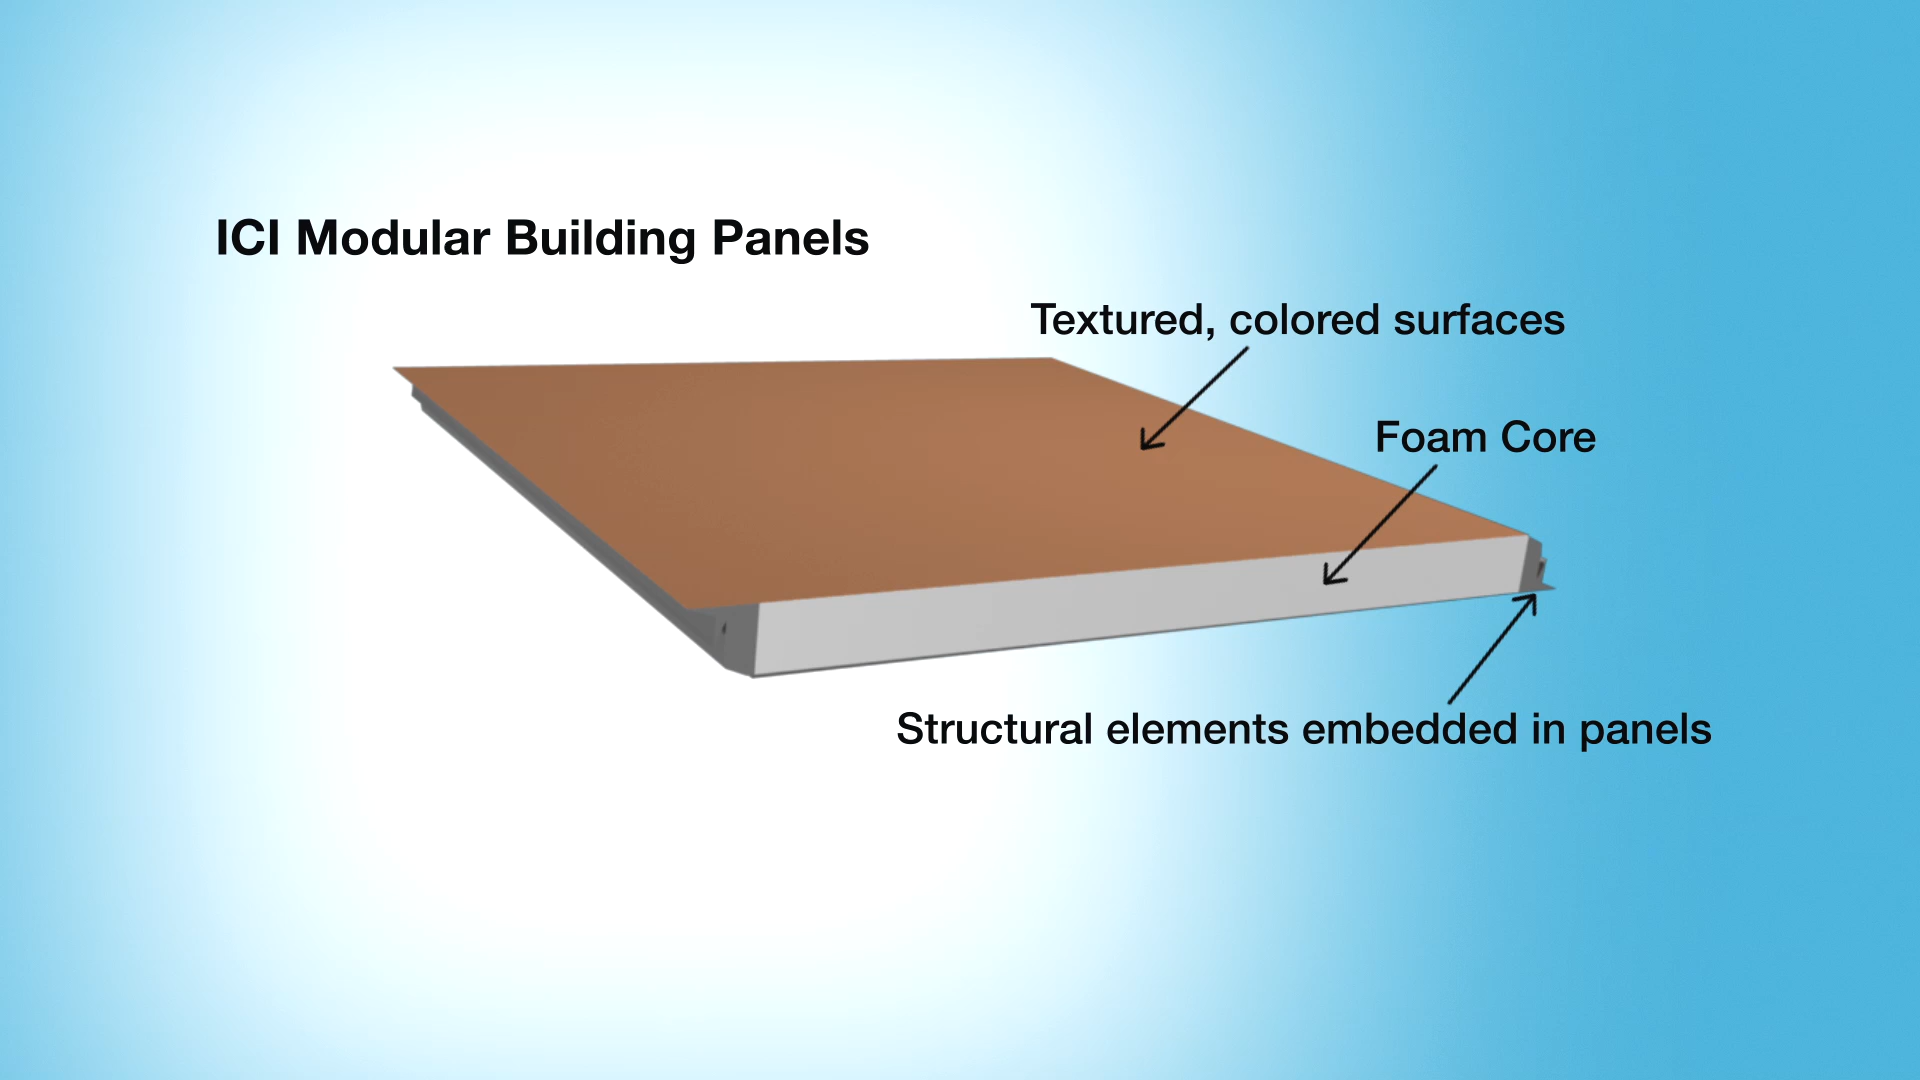 ICI Modular Building Panels
Textured, colored surfaces
Foam Core
Structural elements embedded in panels